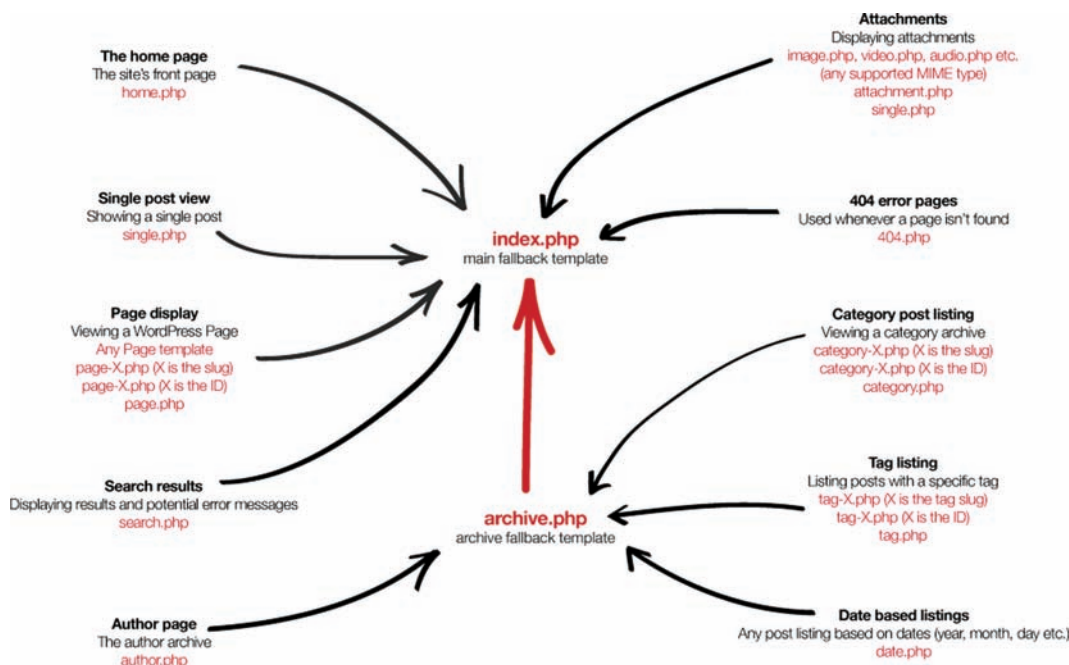 The home page
The site's front page
home.php
Single post view
Showing a single post
single.php
Page display
Viewing a WordPress Page
Any Page template
page-X.php (X is the slug)
page-X.php (X is the ID)
page.php
Search results
Displaying results and potential error messages
search.php
Author page
The author archive
author.php
index.php
main fallback template
archive.php
archive fallback template
Attachments
Displaying attachments
image.php, video.php, audio.php etc.
(any supported MIME type)
attachment.php
single.php
404 error pages
Used whenever a page isn't found
404.php
Category post listing
Viewing a category archive
category-X.php (X is the slug)
category-X.php (X is the ID)
category.php
Tag listing
Listing posts with a specific tag
tag-X.php (X is the tag slug)
tag-X.php (X is the ID)
tag.php
Date based listings
Any post listing based on dates (year, month, day etc.)
date.php